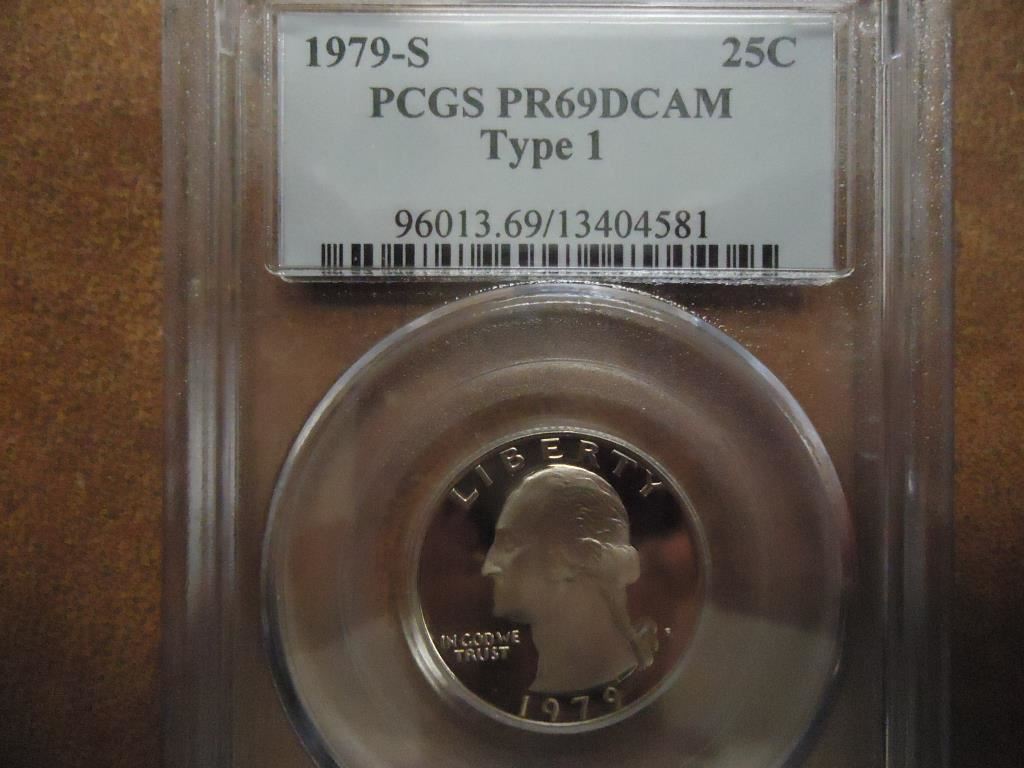 1979-S 25C
PCGS PR69DCAM
Type 1
96013.69/13404581
LIBERTY
IN GOD WE
TRUST
1979